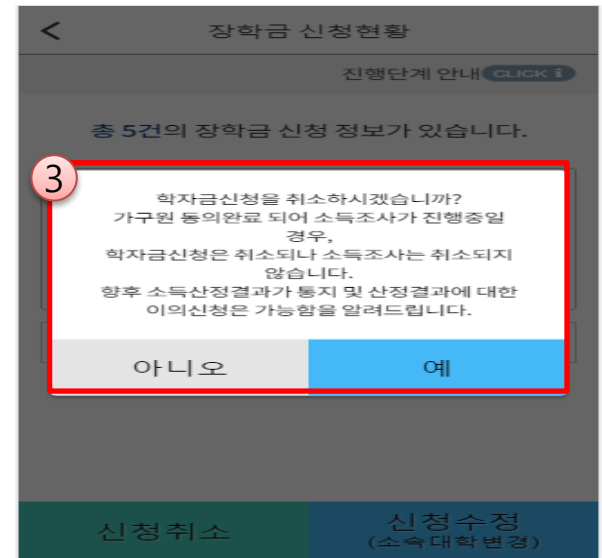 <
장학금 신청현황
진행단계 안내 CLICK i
총 5건의 장학금 신청 정보가 있습니다.
3
학자금신청을 취소하시겠습니까?
가구원 동의완료 되어 소득조사가 진행중일
경우,
학자금신청은 취소되나 소득조사는 취소되지
않습니다.
향후 소득산정결과가 통지 및 산정결과에 대한
이의신청은 가능함을 알려드립니다.
아니오 예
신청취소 신청수정
(소속대학변경)